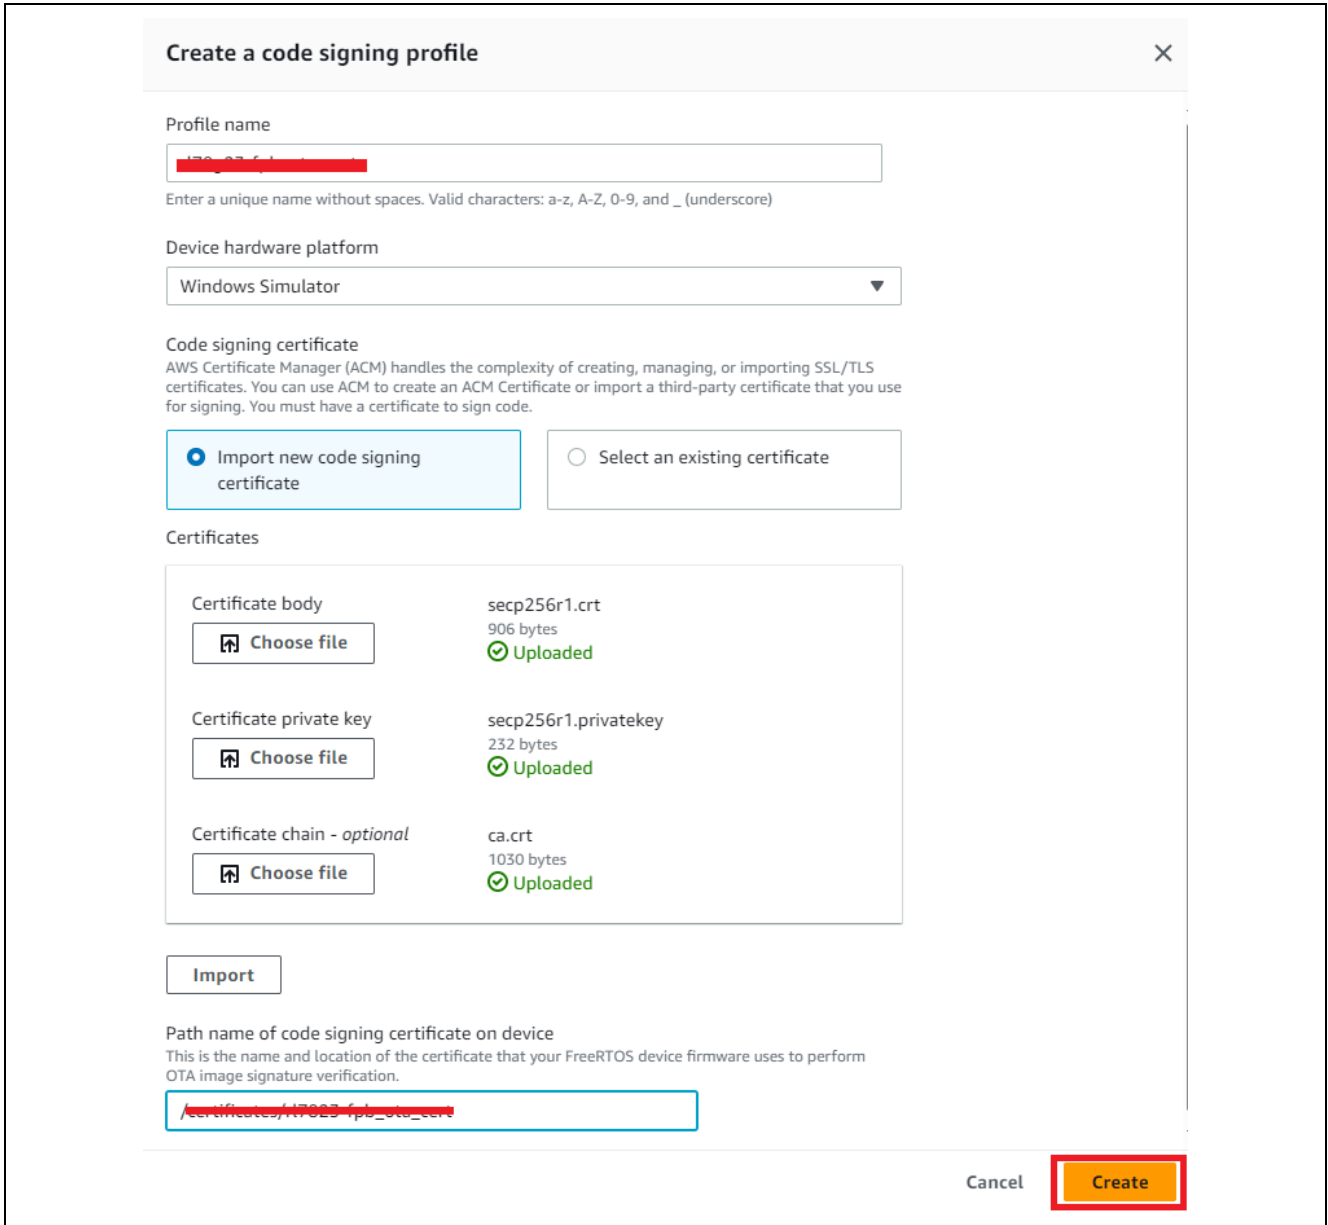 Create a code signing profile
Profile name
Enter a unique name without spaces. Valid characters: a-z, A-Z, 0-9, and _ (underscore)
Device hardware platform
Windows Simulator
Code signing certificate
AWS Certificate Manager (ACM) handles the complexity of creating, managing, or importing SSL/TLS
certificates. You can use ACM to create an ACM Certificate or import a third-party certificate that you use
for signing. You must have a certificate to sign code.
Import new code signing
certificate
Select an existing certificate
Certificates
Certificate body
secp256r1.crt
906 bytes
Choose file
Uploaded
Certificate private key
secp256r1.privatekey
232 bytes
Choose file
Uploaded
Certificate chain - optional
ca.crt
1030 bytes
Choose file
Uploaded
Import
Path name of code signing certificate on device
This is the name and location of the certificate that your FreeRTOS device firmware uses to perform
OTA image signature verification.
Cancel
Create